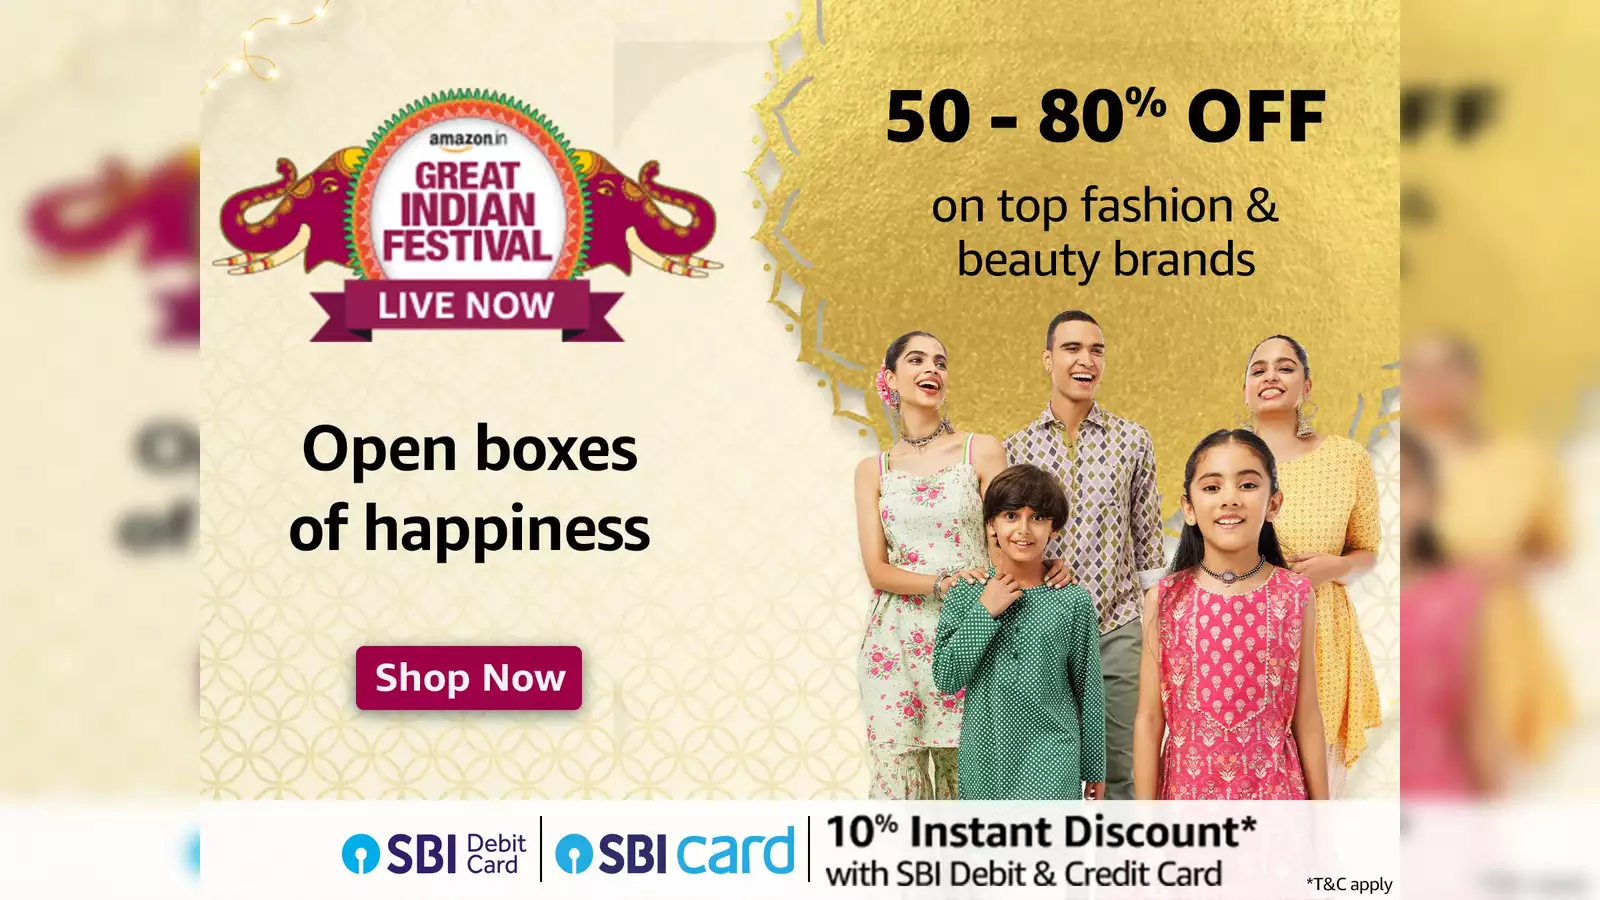 amazon.in
GREAT
INDIAN
FESTIVAL
LIVE NOW
Open boxes
of happiness
Shop Now
50 - 80% OFF
on top fashion &
beauty brands
SBI Debit Card
SBI card
10% Instant Discount*
with SBI Debit & Credit Card
*T&C apply